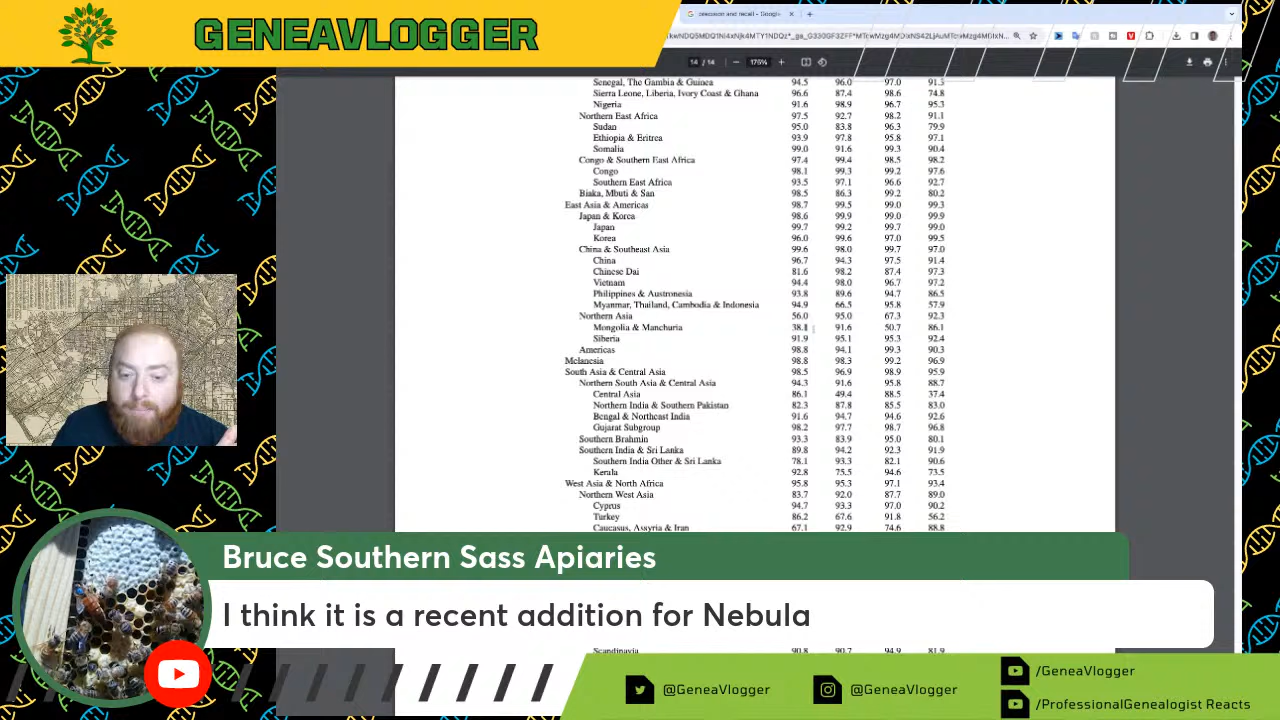 GENEAVLOGGER
precision and recall - Googl
14 / 14
175%
Senegal, The Gambia & Guinea 94.5 96.0 97.0 91.3
Sierra Leone, Liberia, Ivory Coast & Ghana 96.6 87.4 98.6 74.8
Nigeria 91.6 98.9 96.7 95.3
Northern East Africa 97.5 92.7 98.2 91.1
Sudan 95.0 83.8 96.3 79.9
Ethiopia & Eritrea 93.9 97.8 95.8 97.1
Somalia 99.0 91.6 99.3 90.4
Congo & Southern East Africa 97.4 99.4 98.5 98.2
Congo 98.1 99.3 99.2 97.6
Southern East Africa 93.5 97.1 96.6 92.7
Biaka, Mbuti & San 98.5 86.3 99.2 80.2
East Asia & Americas 98.7 99.5 99.0 99.3
Japan & Korea 98.6 99.9 99.0 99.9
Japan 99.7 99.2 99.7 99.0
Korea 96.0 99.6 97.0 99.5
China & Southeast Asia 99.6 98.0 99.7 97.0
China 96.7 94.3 97.5 91.4
Chinese Dai 81.6 98.2 87.4 97.3
Vietnam 94.4 98.0 96.7 97.2
Philippines & Austronesia 93.8 89.6 94.7 86.5
Myanmar, Thailand, Cambodia & Indonesia 94.9 66.5 95.8 57.9
Northern Asia 56.0 95.0 67.3 92.3
Mongolia & Manchuria 38.1 91.6 50.7 86.1
Siberia 91.9 95.1 95.3 92.4
Americas 98.8 94.1 99.3 90.3
Melanesia 98.8 98.3 99.2 96.9
South Asia & Central Asia 98.5 96.9 98.9 95.9
Northern South Asia & Central Asia 94.3 91.6 95.8 88.7
Central Asia 86.1 49.4 88.5 37.4
Northern India & Southern Pakistan 82.3 87.8 85.5 83.0
Bengal & Northeast India 91.6 94.7 94.6 92.6
Gujarat Subgroup 98.2 97.7 98.7 96.8
Southern Brahmin 93.3 83.9 95.0 80.1
Southern India & Sri Lanka 89.8 94.2 92.3 91.9
Southern India Other & Sri Lanka 78.1 93.3 82.1 90.6
Kerala 92.8 75.5 94.6 73.5
West Asia & North Africa 95.8 95.3 97.1 93.4
Northern West Asia 83.7 92.0 87.7 89.0
Cyprus 94.7 93.3 97.0 90.2
Turkey 86.2 67.6 91.8 56.2
Caucasus, Assyria & Iran 67.1 92.9 74.6 88.8
Bruce Southern Sass Apiaries
I think it is a recent addition for Nebula
Scandinavia 90.8 90.7 94.9 81.9
@GeneaVlogger
@GeneaVlogger
/GeneaVlogger
/ProfessionalGenealogist Reacts